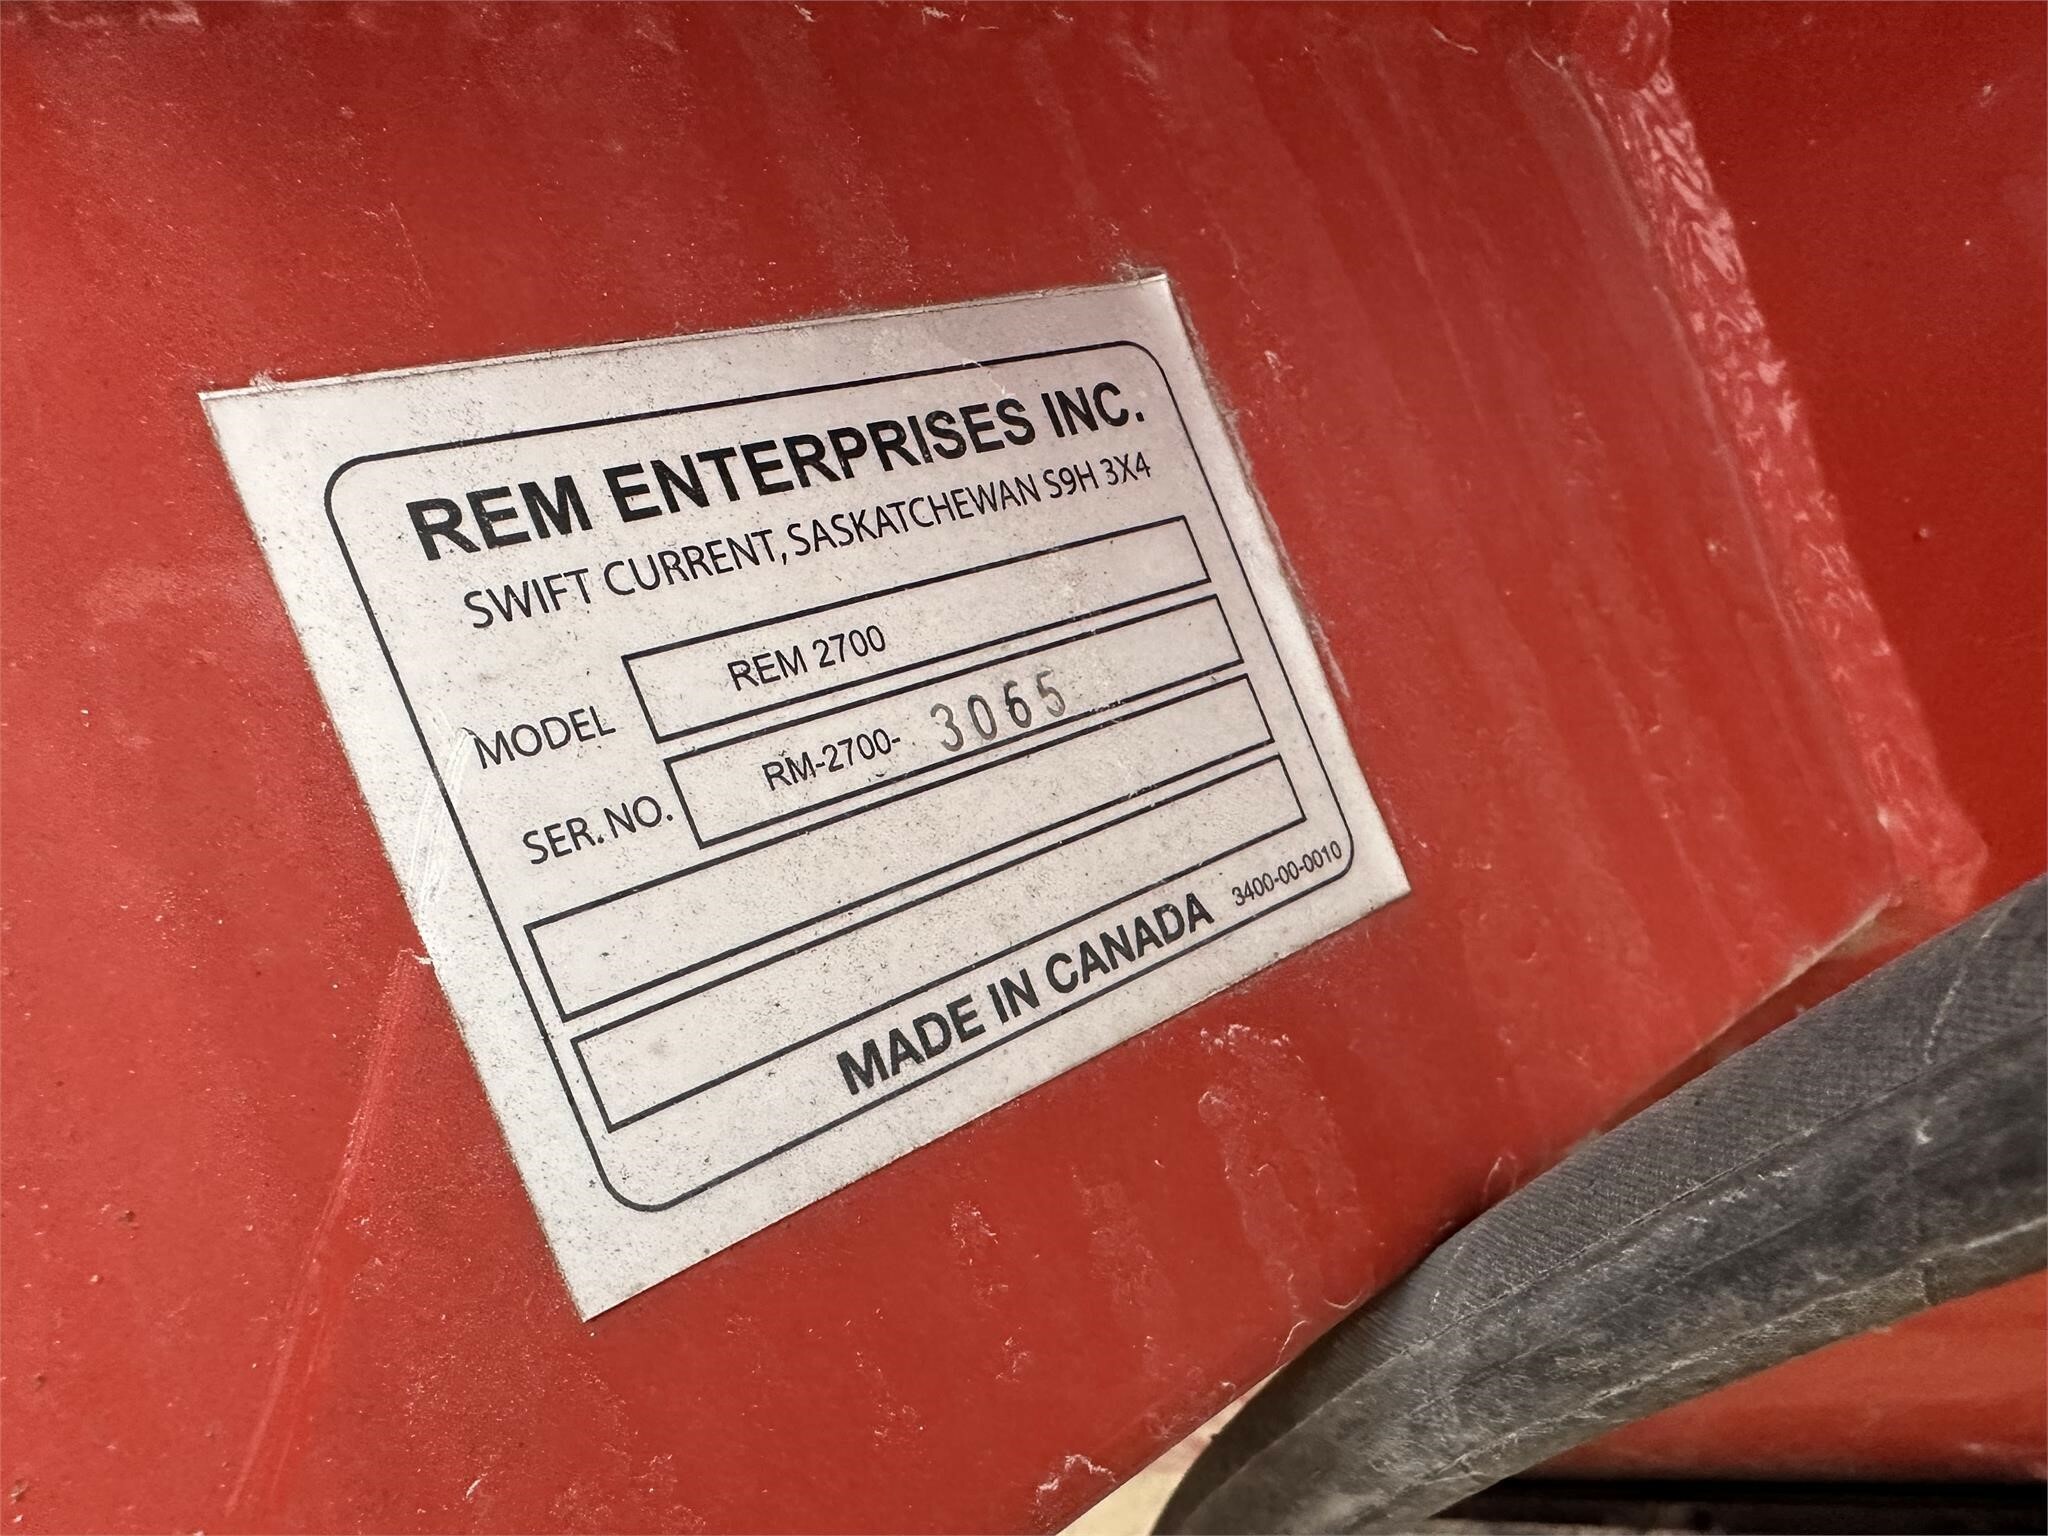 REM ENTERPRISES INC.
SWIFT CURRENT, SASKATCHEWAN S9H 3X4
MODEL REM 2700
SER. NO. RM-2700- 3065
MADE IN CANADA 3400-00-0010